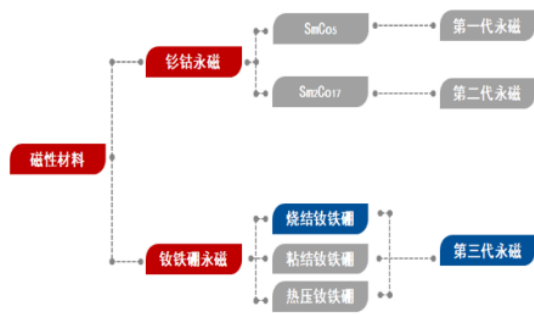 SmCo₅
第一代永磁
钐钴永磁
Sm₂Co₁₇
第二代永磁
磁性材料
烧结钕铁硼
钕铁硼永磁
粘结钕铁硼
第三代永磁
热压钕铁硼